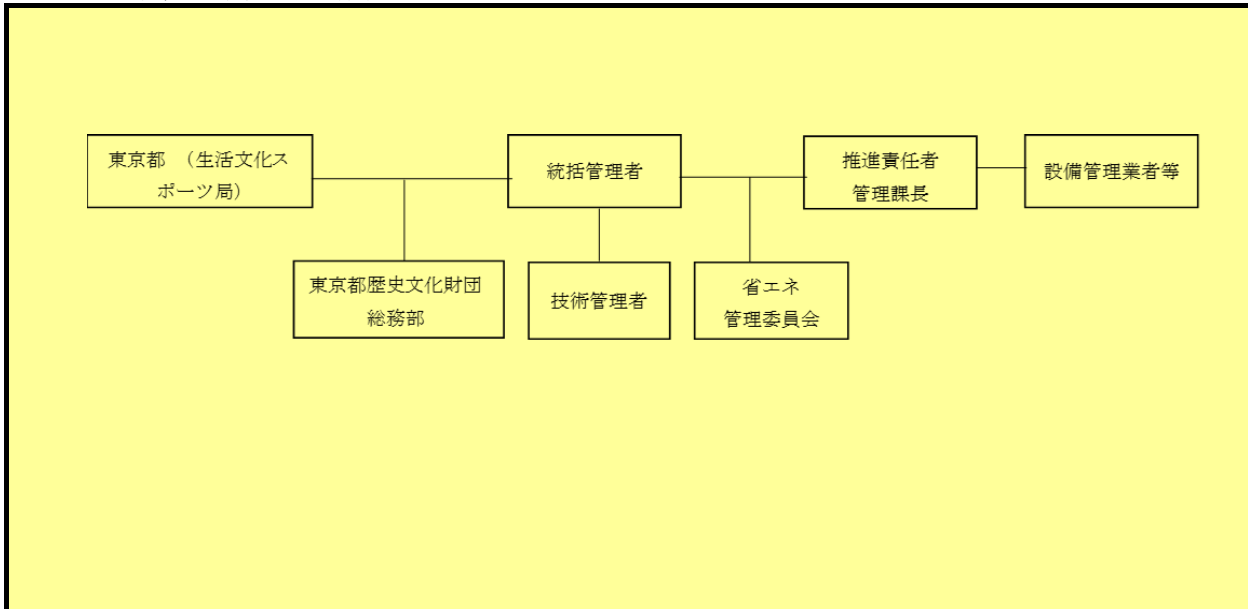 東京都　（生活文化ス
ポーツ局）
統括管理者
推進責任者
管理課長
設備管理業者等
東京都歴史文化財団
総務部
技術管理者
省エネ
管理委員会